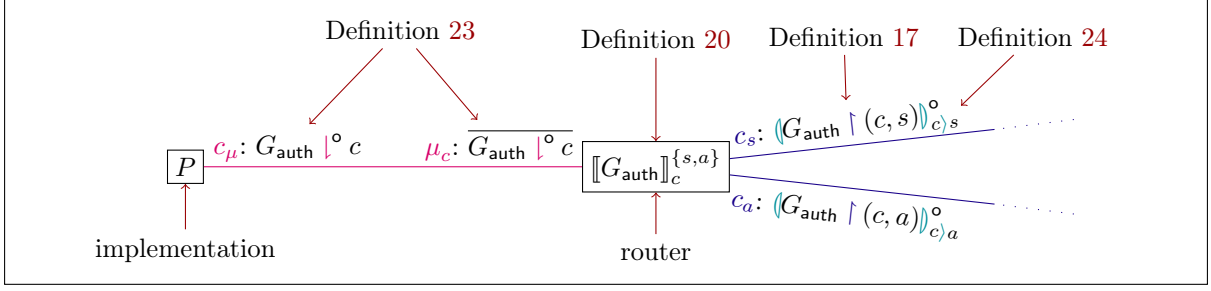 Definition 23
Definition 20
Definition 17
Definition 24
c_μ: G_auth ⇂° c
μ_c: \overline{G_auth ⇂° c}
c_s: ⦇G_auth ↾ (c, s)⦈°_{c⟩s}
P
⟦G_auth⟧_c^{\{s,a\}}
c_a: ⦇G_auth ↾ (c, a)⦈°_{c⟩a}
implementation
router